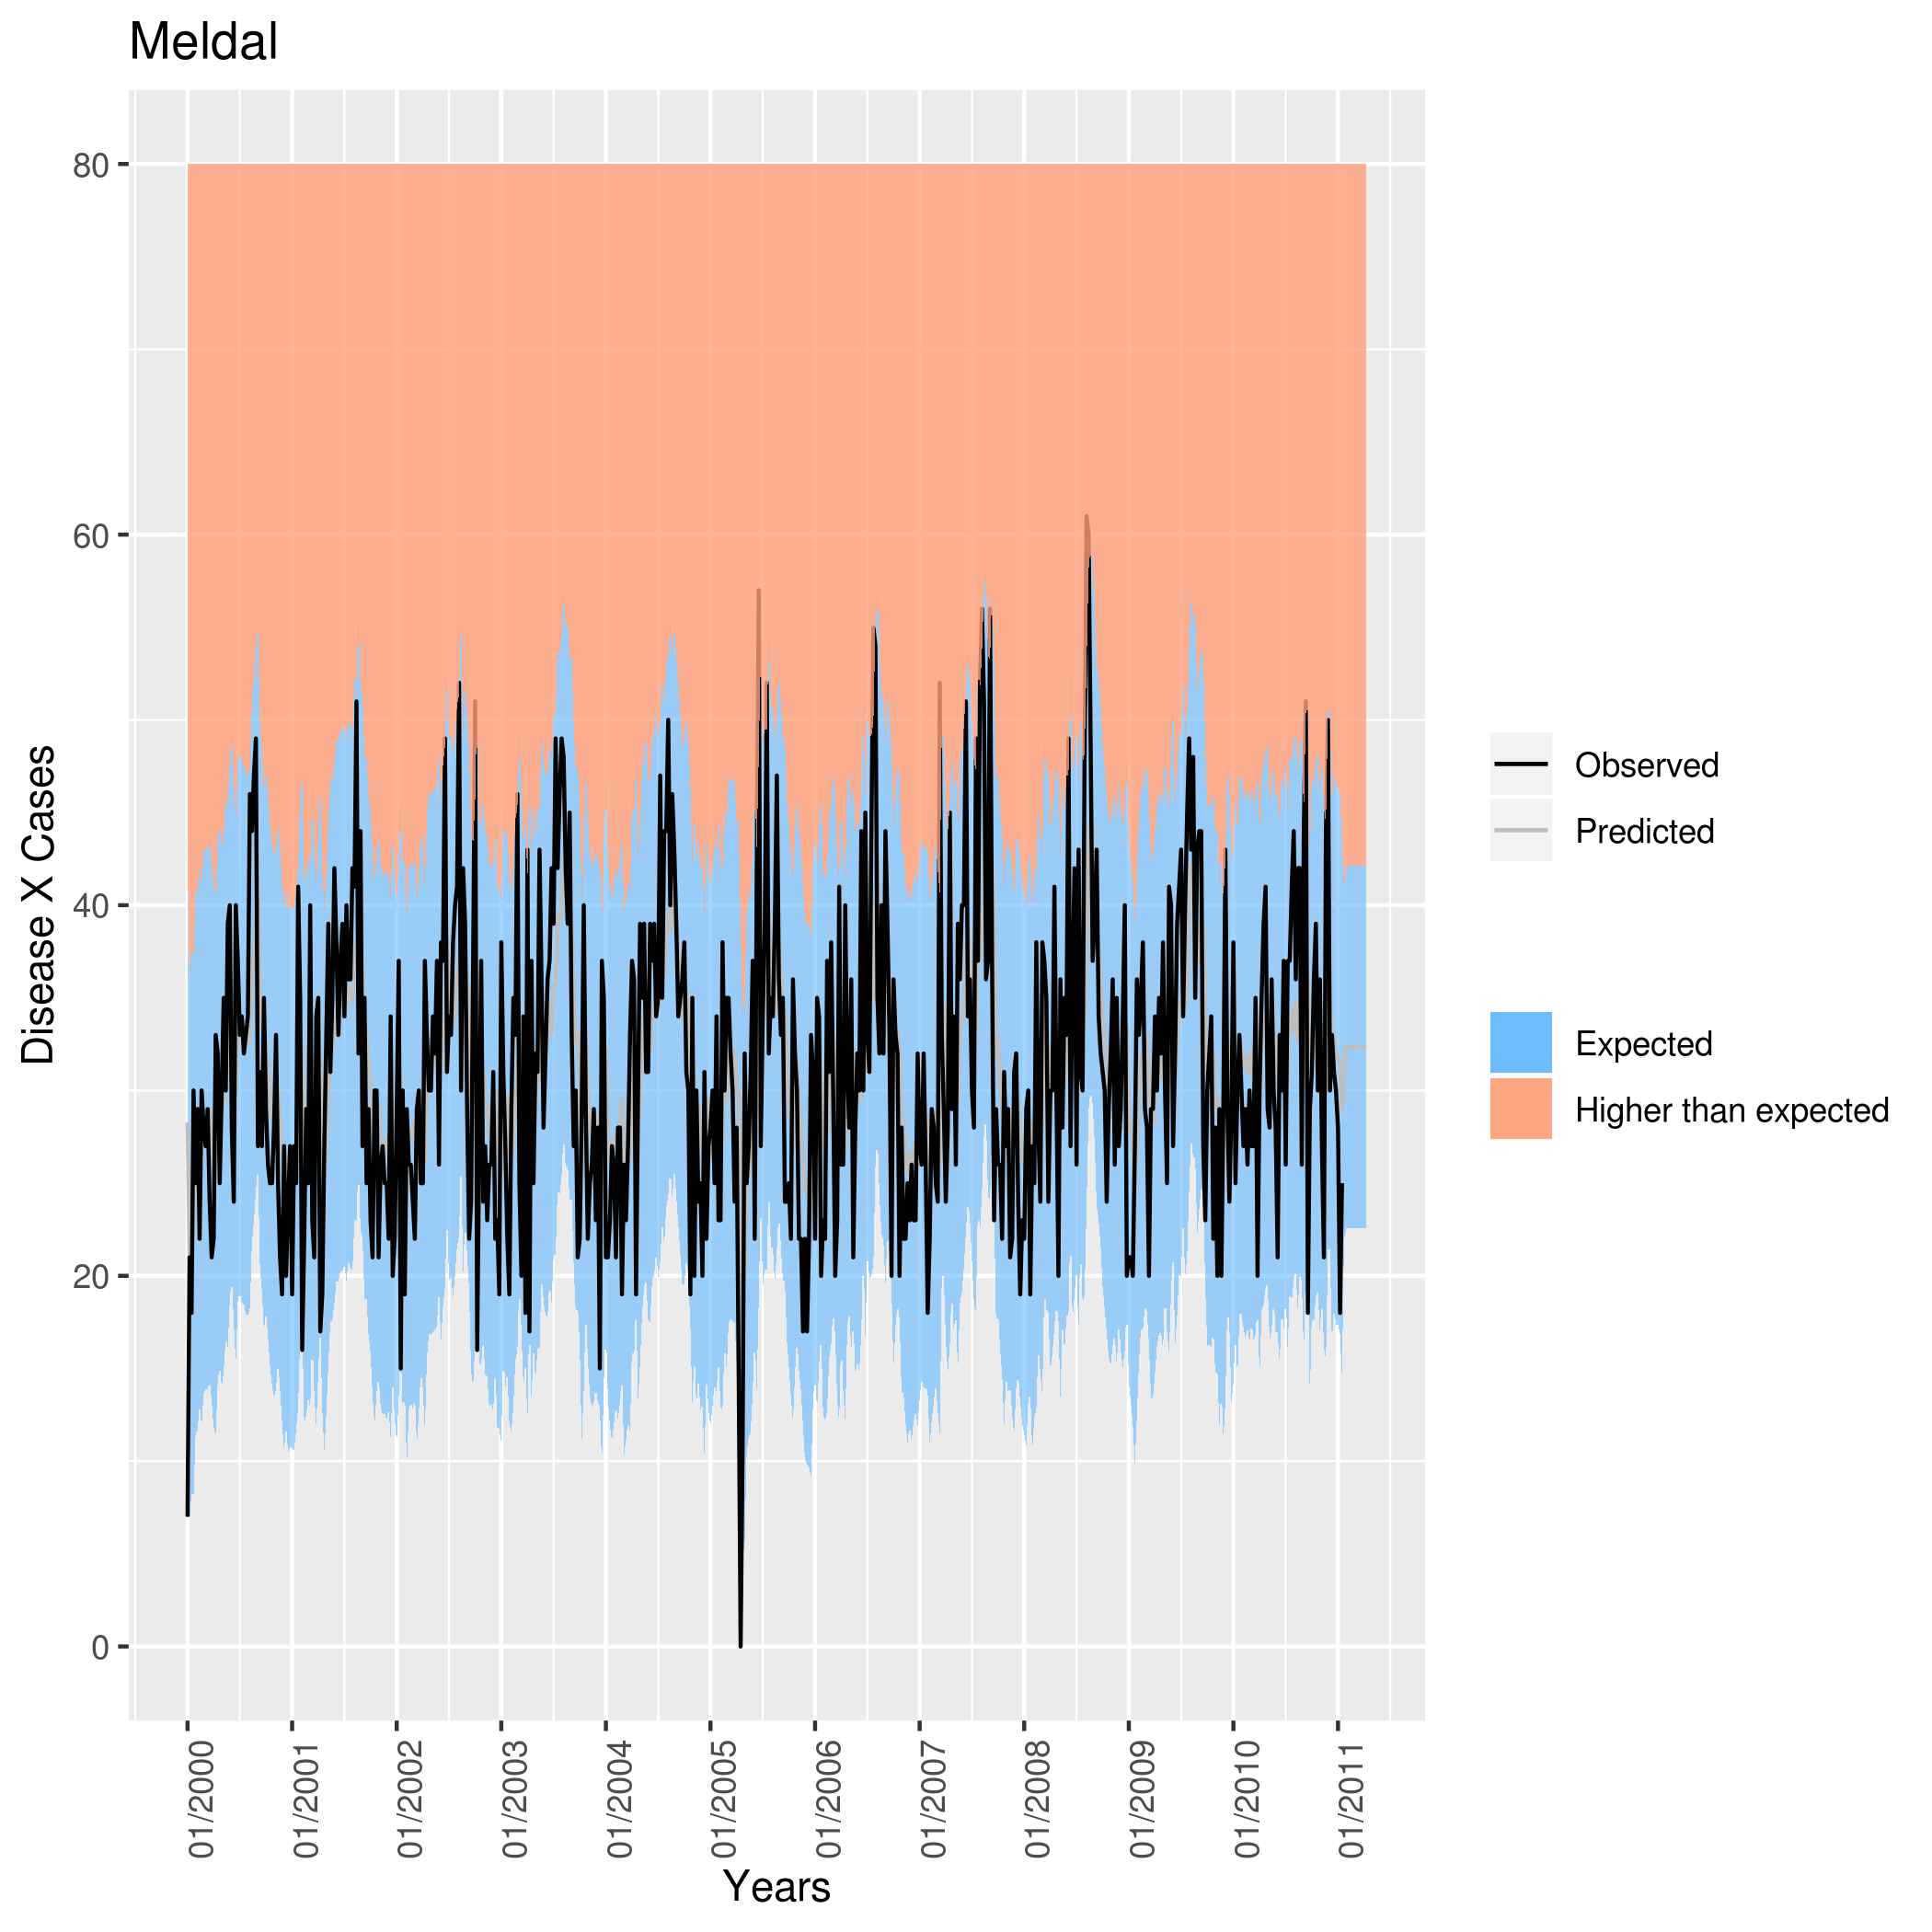 Meldal
80
60
40
20
0
Disease X Cases
01/2000
01/2001
01/2002
01/2003
01/2004
01/2005
01/2006
01/2007
01/2008
01/2009
01/2010
01/2011
Years
Observed
Predicted
Expected
Higher than expected